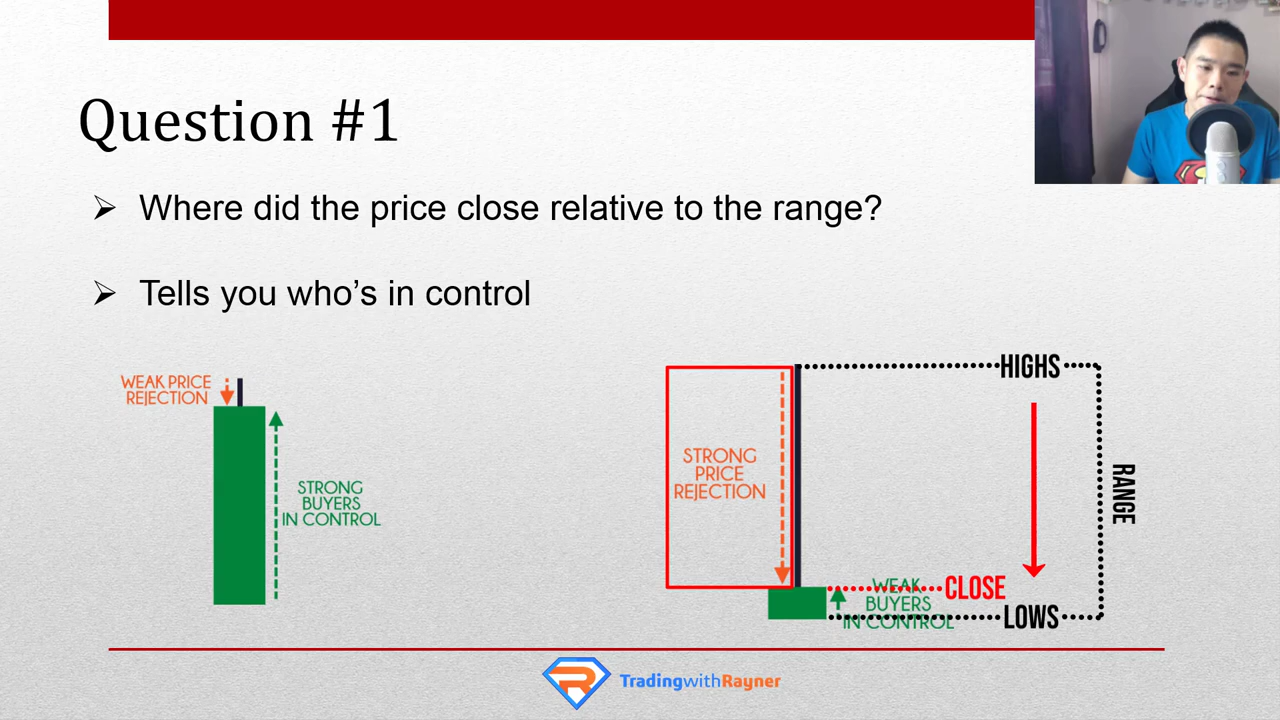 Question #1
Where did the price close relative to the range?
Tells you who's in control
WEAK PRICE
REJECTION
STRONG
BUYERS
IN CONTROL
STRONG
PRICE
REJECTION
HIGHS
RANGE
CLOSE
WEAK
BUYERS
IN CONTROL
LOWS
TradingwithRayner